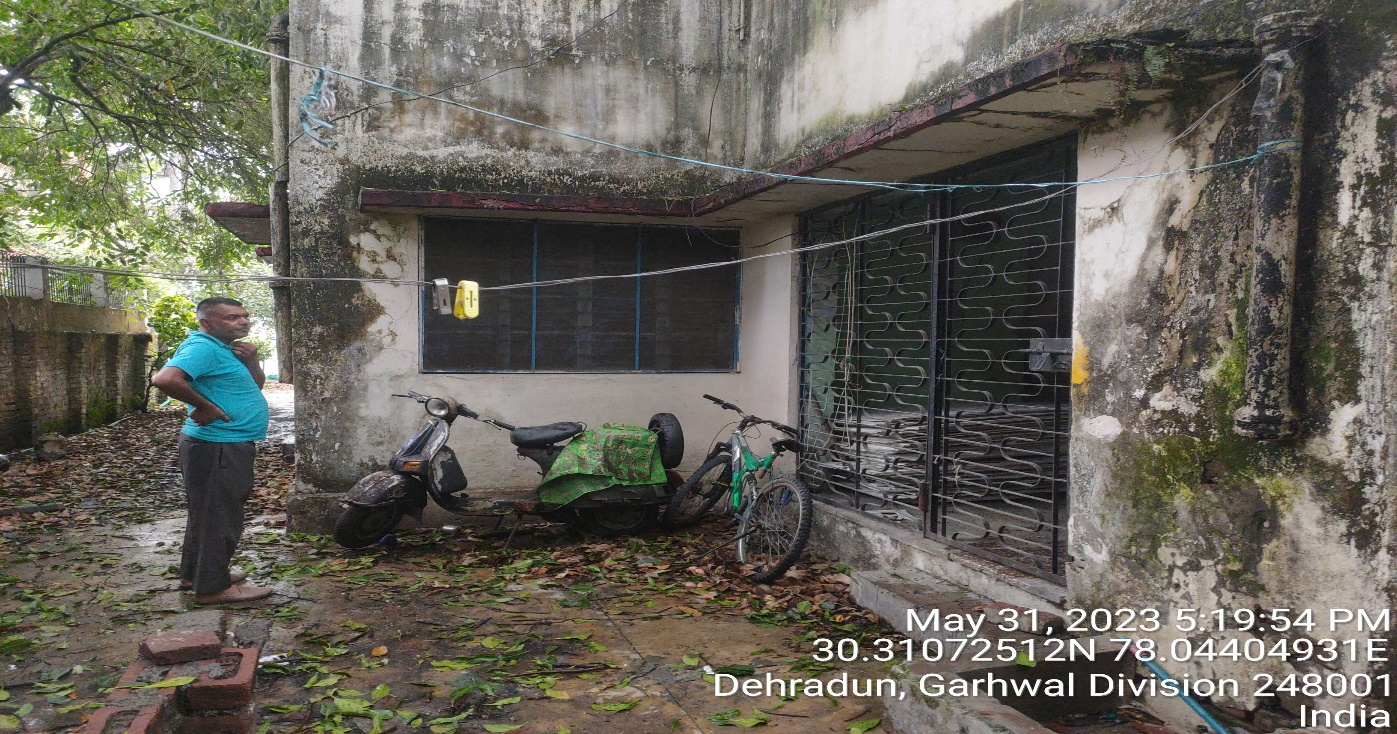 May 31, 2023 5:19:54 PM
30.31072512N 78.04404931E
Dehradun, Garhwal Division 248001
India